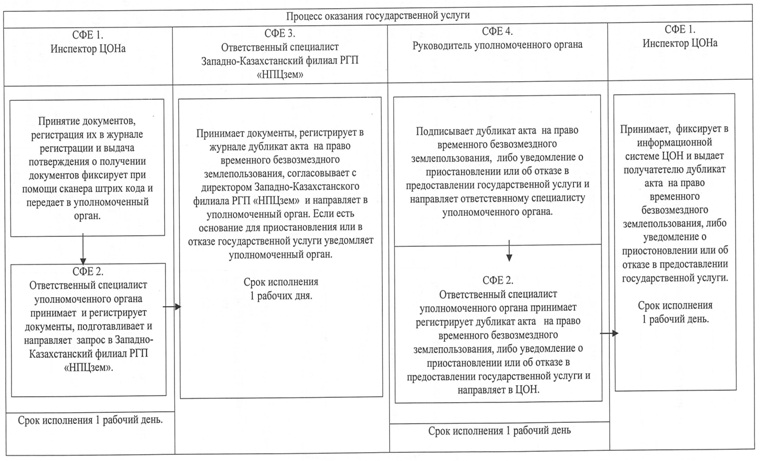 Процесс оказания государственной услуги
СФЕ 1.
Инспектор ЦОНа
СФЕ 3.
Ответственный специалист
Западно-Казахстанский филиал РГП
«НПЦзем»
СФЕ 4.
Руководитель уполномоченного органа
СФЕ 1.
Инспектор ЦОНа
Принятие документов,
регистрация их в журнале
регистрации и выдача
потверждения о получении
документов фиксирует при
помощи сканера штрих кода и
передает в уполномоченный
орган.
СФЕ 2.
Ответственный специалист
уполномоченного органа
принимает и регистрирует
документы, подготавливает и
направляет запрос в Западно-
Казахстанский филиал РГП
«НПЦзем».
Срок исполнения 1 рабочий день.
Принимает документы, регистрирует в
журнале дубликат акта на право
временного безвозмездного
землепользования, согласовывает с
директором Западно-Казахстанского
филиала РГП «НПЦзем» и направляет в
уполномоченный орган. Если есть
основание для приостановления или в
отказе государственной услуги уведомляет
уполномоченный орган.
Срок исполнения
1 рабочих дня.
Подписывает дубликат акта на право
временного безвозмездного
землепользования, либо уведомление о
приостановлении или об отказе в
предоставлении государственной услуги и
направляет ответственному специалисту
уполномоченного органа.
СФЕ 2.
Ответственный специалист
уполномоченного органа принимает
регистрирует дубликат акта на право
временного безвозмездного
землепользования, либо уведомление о
приостановлении или об отказе в
предоставлении государственной услуги и
направляет в ЦОН.
Срок исполнения 1 рабочий день
Принимает, фиксирует в
информационной
системе ЦОН и выдает
получатетелю дубликат
акта на право
временного
безвозмездного
землепользования, либо
уведомление о
приостоновлении или об
отказе в предоставлении
государственной услуги.
Срок исполнения
1 рабочий день.